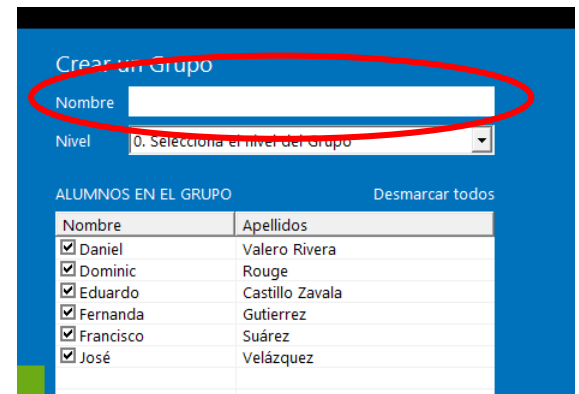 Crear un Grupo
Nombre
Nivel 0. Selecciona el nivel del Grupo
ALUMNOS EN EL GRUPO Desmarcar todos
Nombre Apellidos
Daniel Valero Rivera
Dominic Rouge
Eduardo Castillo Zavala
Fernanda Gutierrez
Francisco Suárez
José Velázquez